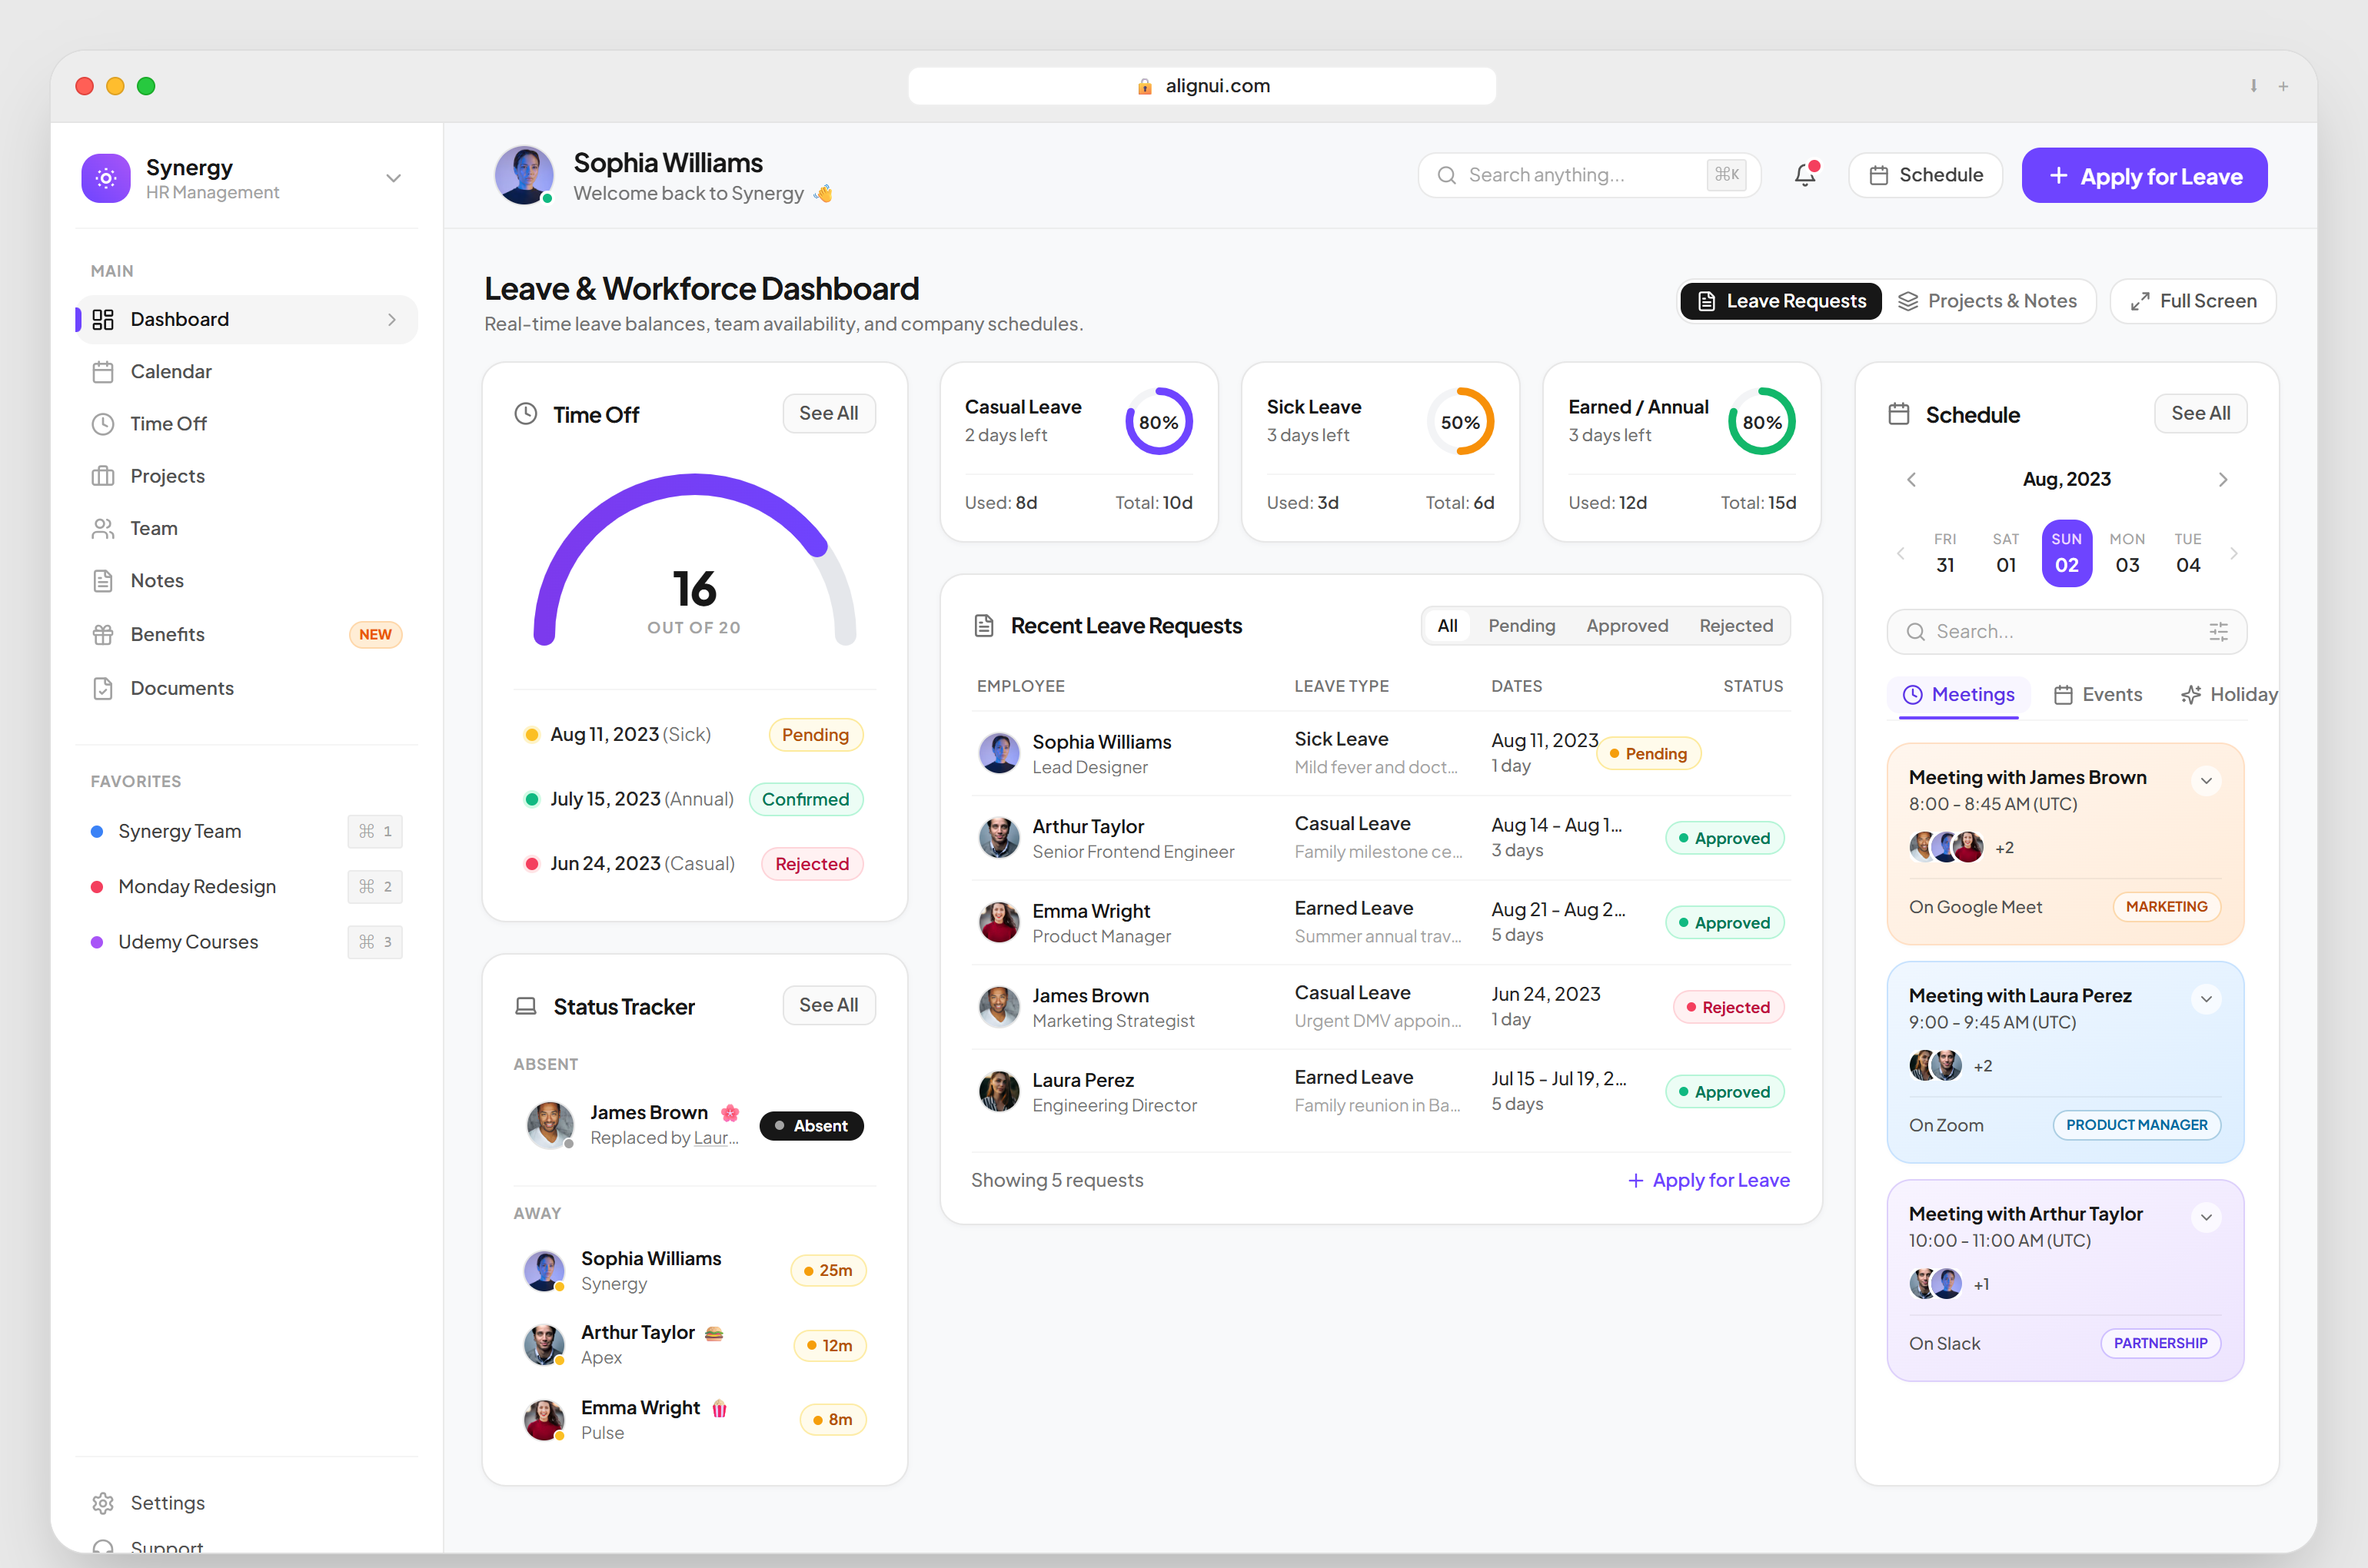 alignui.com
Synergy
HR Management
MAIN
Dashboard
Calendar
Time Off
Projects
Team
Notes
Benefits NEW
Documents
FAVORITES
Synergy Team ⌘ 1
Monday Redesign ⌘ 2
Udemy Courses ⌘ 3
Settings
Support
Sophia Williams
Welcome back to Synergy 👋
Search anything... ⌘K
Schedule
+ Apply for Leave
Leave & Workforce Dashboard
Real-time leave balances, team availability, and company schedules.
Leave Requests
Projects & Notes
Full Screen
Time Off
See All
16
OUT OF 20
Aug 11, 2023 (Sick) Pending
July 15, 2023 (Annual) Confirmed
Jun 24, 2023 (Casual) Rejected
Status Tracker
See All
ABSENT
James Brown 🌸
Replaced by Laur...
Absent
AWAY
Sophia Williams
Synergy
25m
Arthur Taylor 🍔
Apex
12m
Emma Wright 🍿
Pulse
8m
Casual Leave
2 days left
80%
Used: 8d Total: 10d
Sick Leave
3 days left
50%
Used: 3d Total: 6d
Earned / Annual
3 days left
80%
Used: 12d Total: 15d
Recent Leave Requests
All Pending Approved Rejected
EMPLOYEE LEAVE TYPE DATES STATUS
Sophia Williams Sick Leave Aug 11, 2023 Pending
Lead Designer Mild fever and doct... 1 day
Arthur Taylor Casual Leave Aug 14 - Aug 1... Approved
Senior Frontend Engineer Family milestone ce... 3 days
Emma Wright Earned Leave Aug 21 - Aug 2... Approved
Product Manager Summer annual trav... 5 days
James Brown Casual Leave Jun 24, 2023 Rejected
Marketing Strategist Urgent DMV appoin... 1 day
Laura Perez Earned Leave Jul 15 - Jul 19, 2... Approved
Engineering Director Family reunion in Ba... 5 days
Showing 5 requests + Apply for Leave
Schedule
See All
Aug, 2023
FRI SAT SUN MON TUE
31 01 02 03 04
Search...
Meetings Events Holiday
Meeting with James Brown
8:00 - 8:45 AM (UTC)
+2
On Google Meet MARKETING
Meeting with Laura Perez
9:00 - 9:45 AM (UTC)
+2
On Zoom PRODUCT MANAGER
Meeting with Arthur Taylor
10:00 - 11:00 AM (UTC)
+1
On Slack PARTNERSHIP